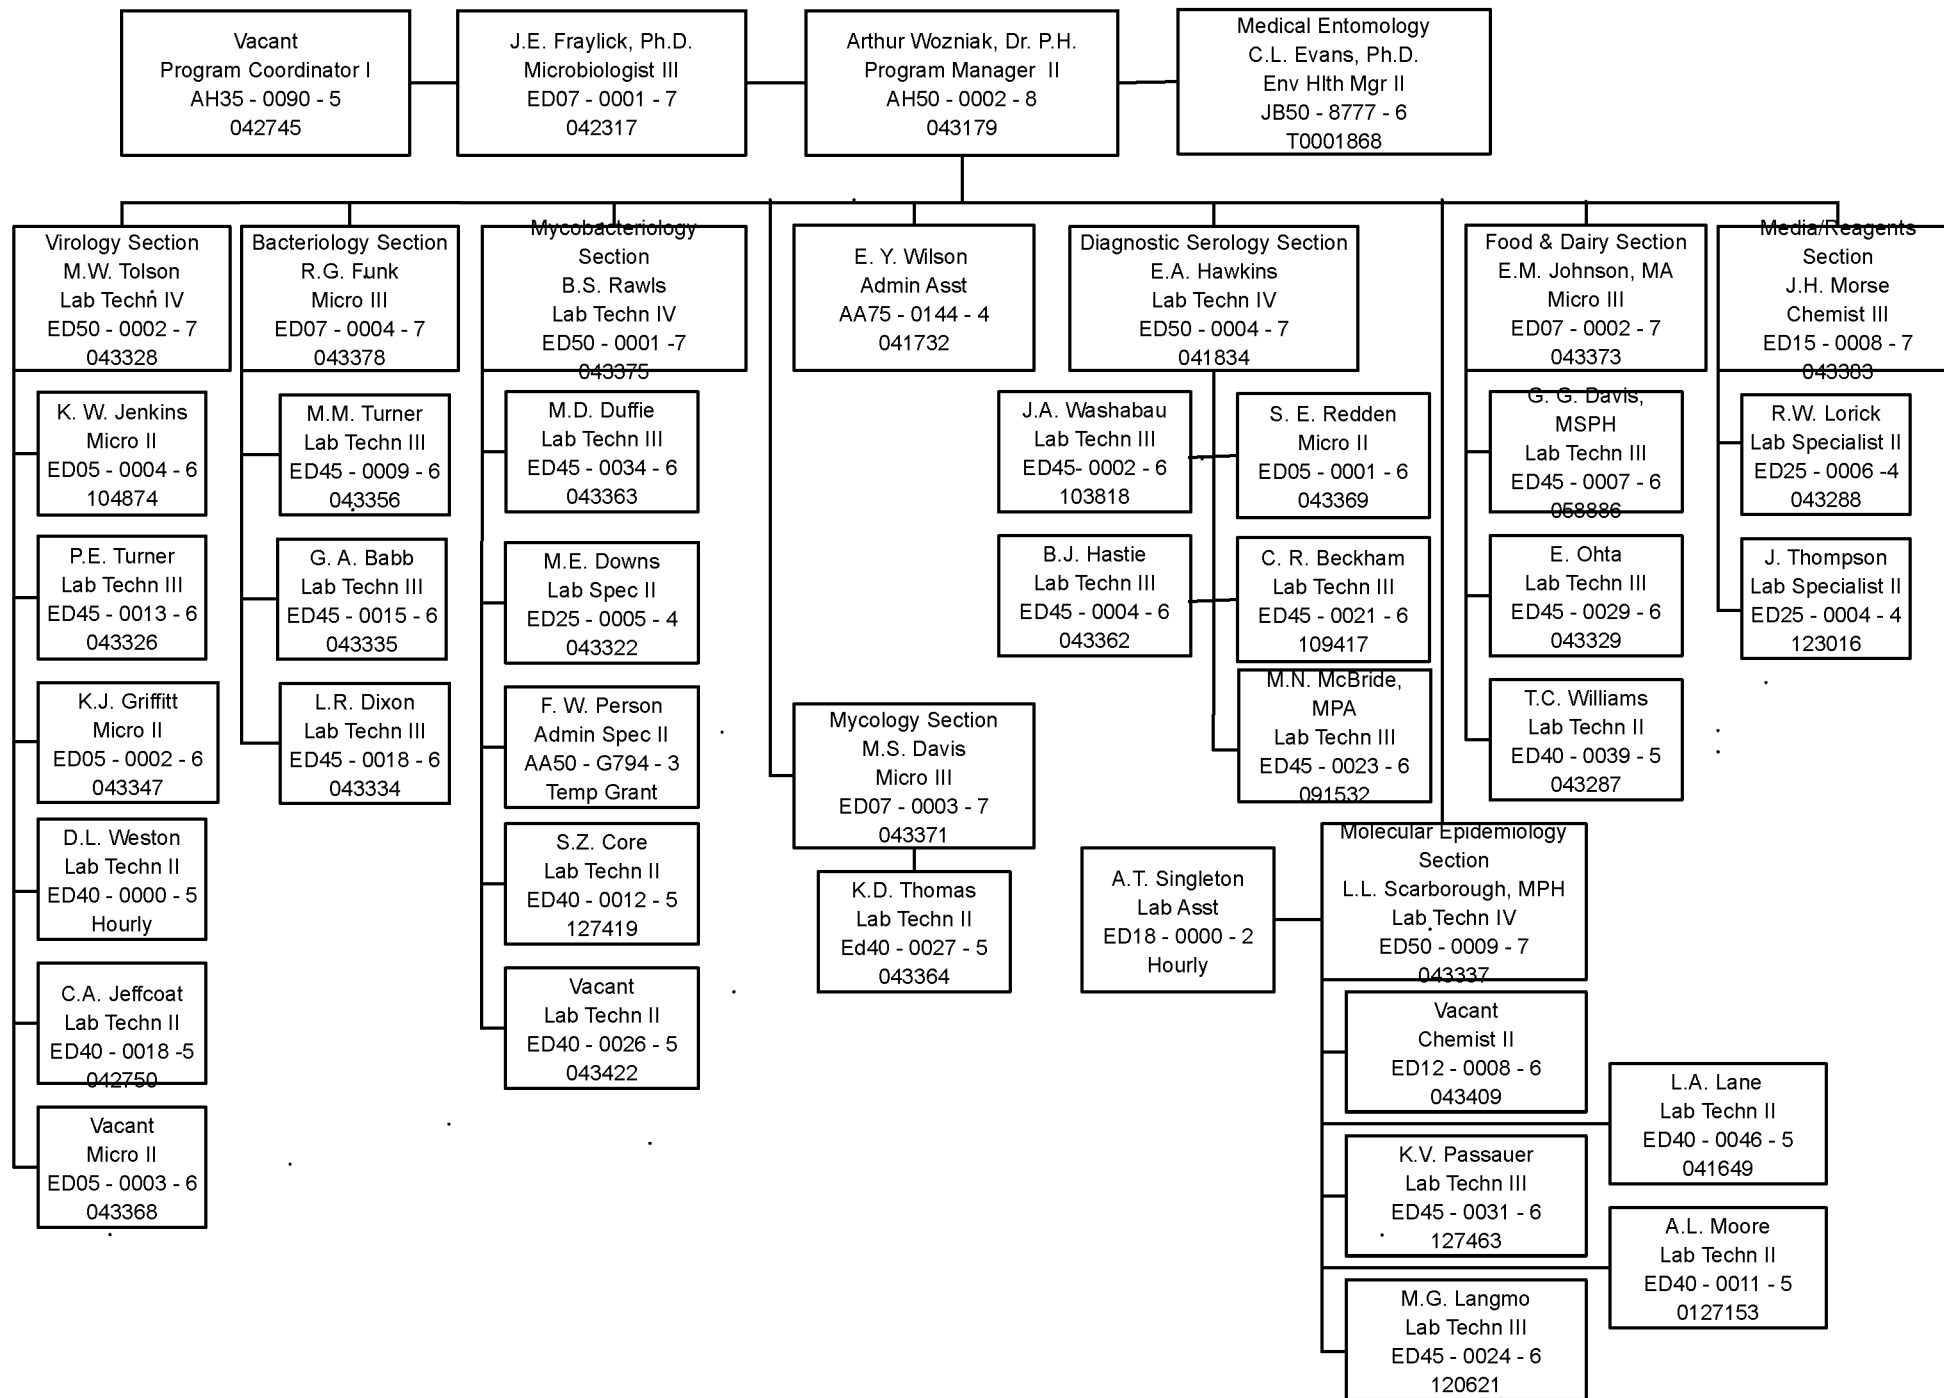 Vacant
Program Coordinator I
AH35 - 0090 - 5
042745
J.E. Fraylick, Ph.D.
Microbiologist III
ED07 - 0001 - 7
042317
Arthur Wozniak, Dr. P.H.
Program Manager  II
AH50 - 0002 - 8
043179
Medical Entomology
C.L. Evans, Ph.D.
Env Hlth Mgr II
JB50 - 8777 - 6
T0001868
Virology Section
M.W. Tolson
Lab Techn IV
ED50 - 0002 - 7
043328
Bacteriology Section
R.G. Funk
Micro III
ED07 - 0004 - 7
043378
Mycobacteriology
Section
B.S. Rawls
Lab Techn IV
ED50 - 0001 -7
043375
E. Y. Wilson
Admin Asst
AA75 - 0144 - 4
041732
Diagnostic Serology Section
E.A. Hawkins
Lab Techn IV
ED50 - 0004 - 7
041834
Food & Dairy Section
E.M. Johnson, MA
Micro III
ED07 - 0002 - 7
043373
Media/Reagents
Section
J.H. Morse
Chemist III
ED15 - 0008 - 7
043383
K. W. Jenkins
Micro II
ED05 - 0004 - 6
104874
P.E. Turner
Lab Techn III
ED45 - 0013 - 6
043326
K.J. Griffitt
Micro II
ED05 - 0002 - 6
043347
D.L. Weston
Lab Techn II
ED40 - 0000 - 5
Hourly
C.A. Jeffcoat
Lab Techn II
ED40 - 0018 -5
042750
Vacant
Micro II
ED05 - 0003 - 6
043368
M.M. Turner
Lab Techn III
ED45 - 0009 - 6
043356
G. A. Babb
Lab Techn III
ED45 - 0015 - 6
043335
L.R. Dixon
Lab Techn III
ED45 - 0018 - 6
043334
M.D. Duffie
Lab Techn III
ED45 - 0034 - 6
043363
M.E. Downs
Lab Spec II
ED25 - 0005 - 4
043322
F. W. Person
Admin Spec II
AA50 - G794 - 3
Temp Grant
S.Z. Core
Lab Techn II
ED40 - 0012 - 5
127419
Vacant
Lab Techn II
ED40 - 0026 - 5
043422
Mycology Section
M.S. Davis
Micro III
ED07 - 0003 - 7
043371
K.D. Thomas
Lab Techn II
Ed40 - 0027 - 5
043364
J.A. Washabau
Lab Techn III
ED45- 0002 - 6
103818
S. E. Redden
Micro II
ED05 - 0001 - 6
043369
B.J. Hastie
Lab Techn III
ED45 - 0004 - 6
043362
C. R. Beckham
Lab Techn III
ED45 - 0021 - 6
109417
M.N. McBride,
MPA
Lab Techn III
ED45 - 0023 - 6
091532
G. G. Davis,
MSPH
Lab Techn III
ED45 - 0007 - 6
058886
E. Ohta
Lab Techn III
ED45 - 0029 - 6
043329
T.C. Williams
Lab Techn II
ED40 - 0039 - 5
043287
R.W. Lorick
Lab Specialist II
ED25 - 0006 -4
043288
J. Thompson
Lab Specialist II
ED25 - 0004 - 4
123016
A.T. Singleton
Lab Asst
ED18 - 0000 - 2
Hourly
Molecular Epidemiology
Section
L.L. Scarborough, MPH
Lab Techn IV
ED50 - 0009 - 7
043337
Vacant
Chemist II
ED12 - 0008 - 6
043409
L.A. Lane
Lab Techn II
ED40 - 0046 - 5
041649
K.V. Passauer
Lab Techn III
ED45 - 0031 - 6
127463
A.L. Moore
Lab Techn II
ED40 - 0011 - 5
0127153
M.G. Langmo
Lab Techn III
ED45 - 0024 - 6
120621